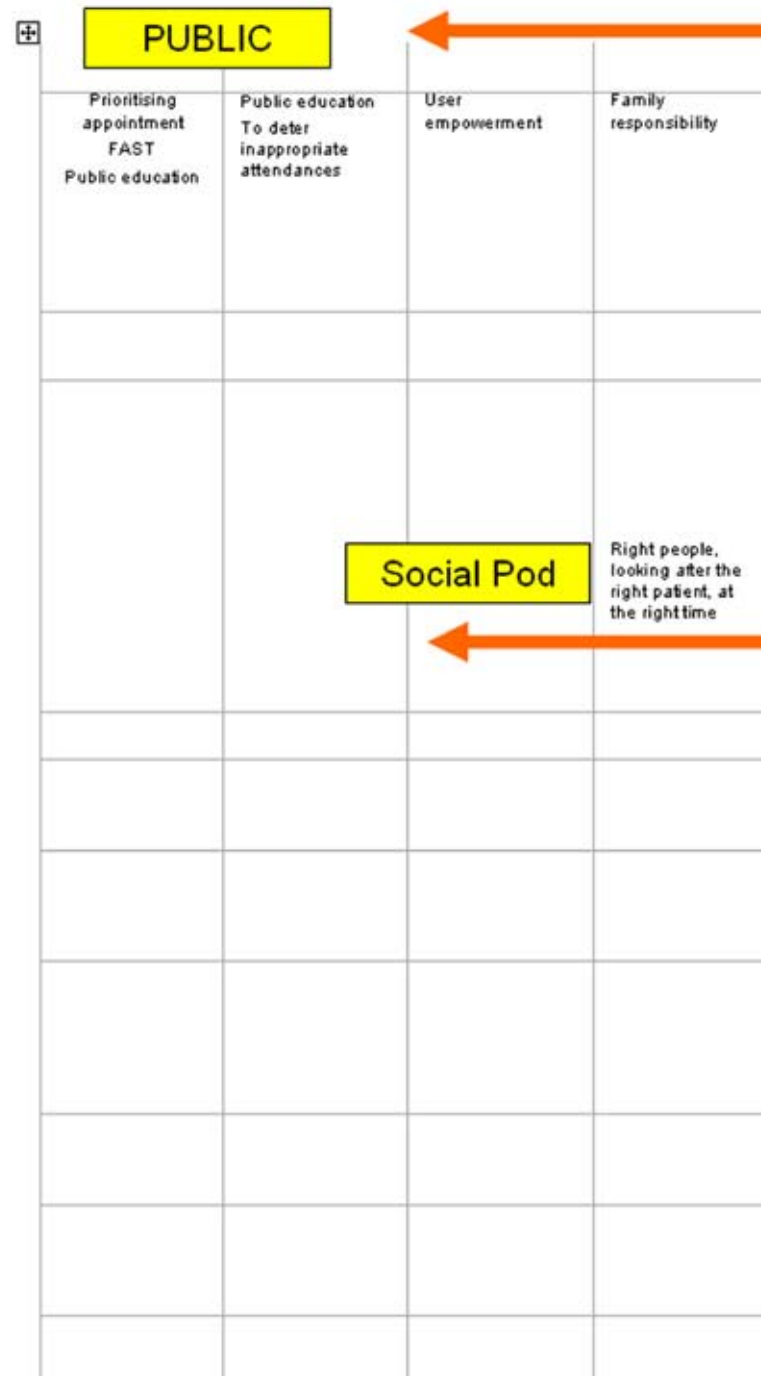 PUBLIC
Prioritising
appointment
FAST
Public education
Public education
To deter
inappropriate
attendances
User
empowerment
Family
responsibility
Social Pod
Right people,
looking after the
right patient, at
the right time